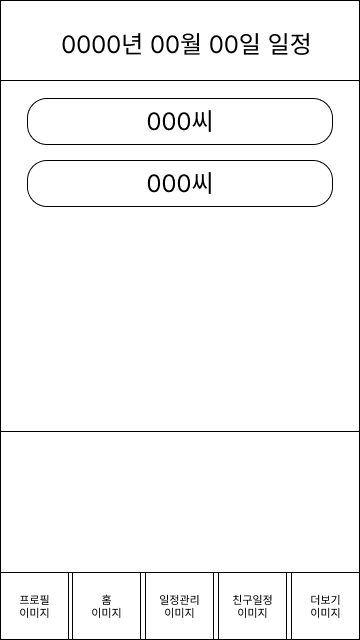 0000년 00월 00일 일정
000씨
000씨
프로필
이미지
홈
이미지
일정관리
이미지
친구일정
이미지
더보기
이미지